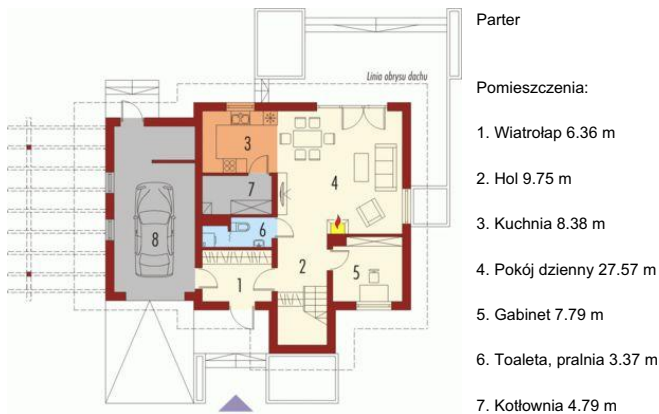 Parter
Linia obrysu dachu
Pomieszczenia:
1. Wiatrołap 6.36 m
2. Hol 9.75 m
3. Kuchnia 8.38 m
4. Pokój dzienny 27.57 m
5. Gabinet 7.79 m
6. Toaleta, pralnia 3.37 m
7. Kotłownia 4.79 m
3
7
4
6
8
1
2
5